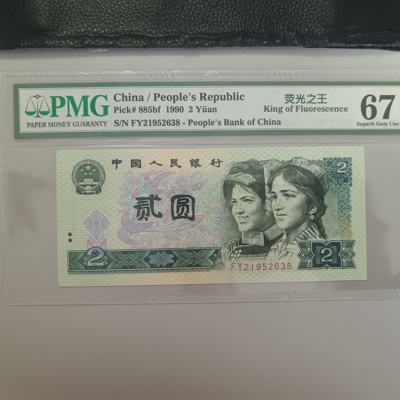 PMG
PAPER MONEY GUARANTY
China / People's Republic
Pick# 885bf 1990 2 Yüan
S/N FY21952638 - People's Bank of China
荧光之王
King of Fluorescence
67
Superb Gem Unc
中国人民银行
2
贰圆
FY21952638
2
2